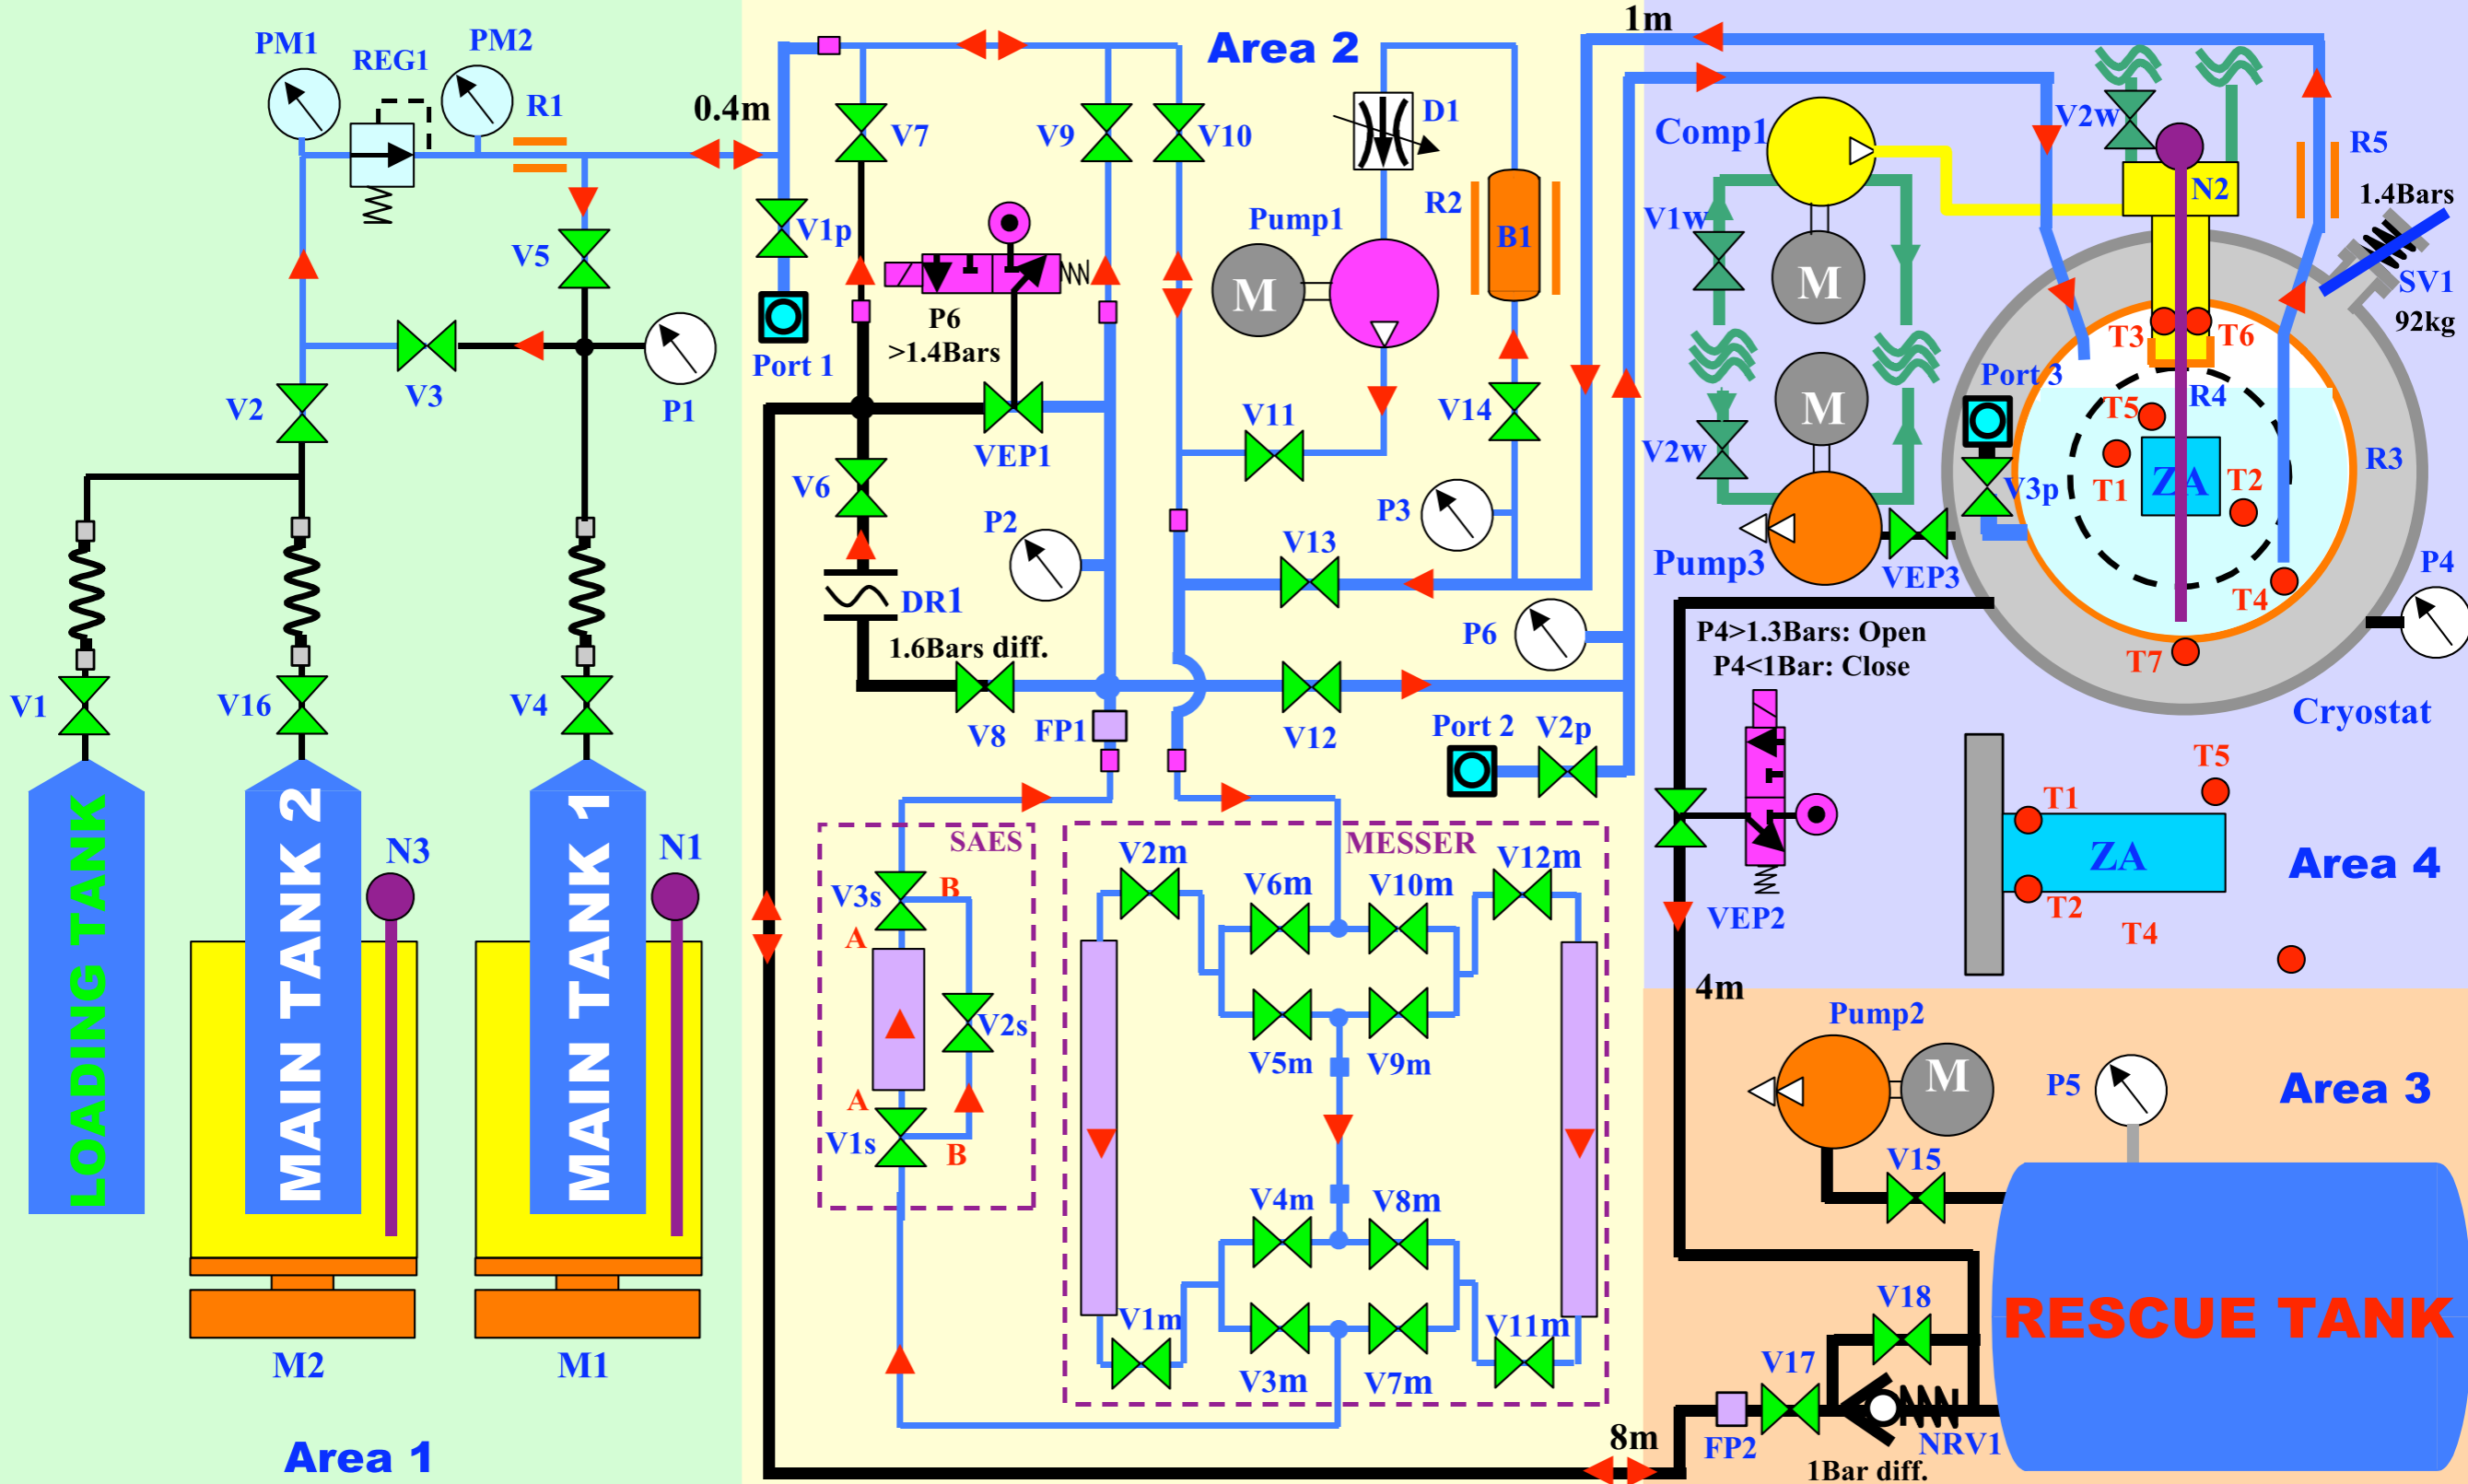 PM1
REG1
PM2
R1
0.4m
V5
V2
V3
P1
V1
V16
V4
LOADING TANK
MAIN TANK 2
MAIN TANK 1
N3
N1
M2
M1
Area 1
Area 2
V7
V9
V10
V1p
Port 1
P6
>1.4Bars
VEP1
V6
P2
DR1
1.6Bars diff.
V8
FP1
D1
R2
B1
Pump1
M
V11
V14
P3
V13
P6
V12
Port 2
V2p
SAES
V3s
B
A
V2s
A
V1s
B
MESSER
V2m
V6m
V10m
V12m
V5m
V9m
V4m
V8m
V1m
V3m
V7m
V11m
1m
Comp1
V1w
M
M
V2w
Pump3
VEP3
V2w
N2
R5
1.4Bars
SV1
92kg
T3
T6
Port 3
R4
T5
T1
ZA
T2
V3p
R3
T4
T7
P4
P4>1.3Bars: Open
P4<1Bar: Close
Cryostat
VEP2
4m
T5
T1
ZA
T2
T4
Area 4
Pump2
M
P5
Area 3
V15
RESCUE TANK
V18
V17
FP2
NRV1
1Bar diff.
8m